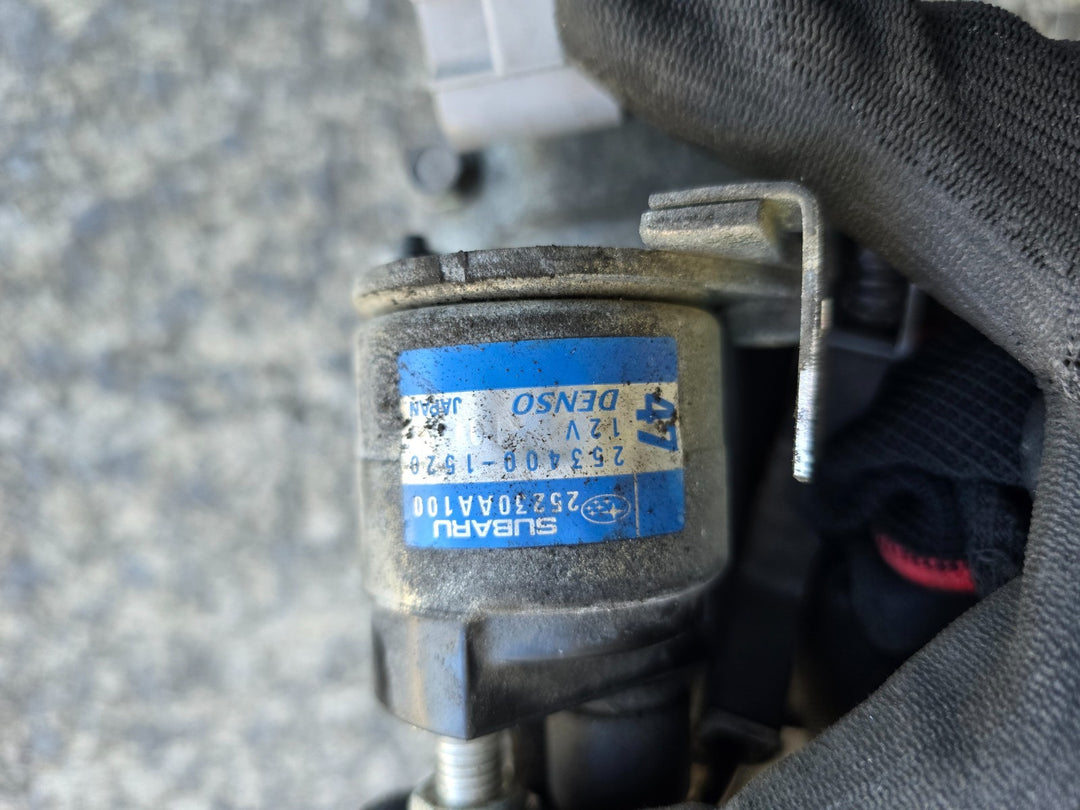 SUBARU
25230AA100
253400-1520
12V
DENSO JAPAN
47